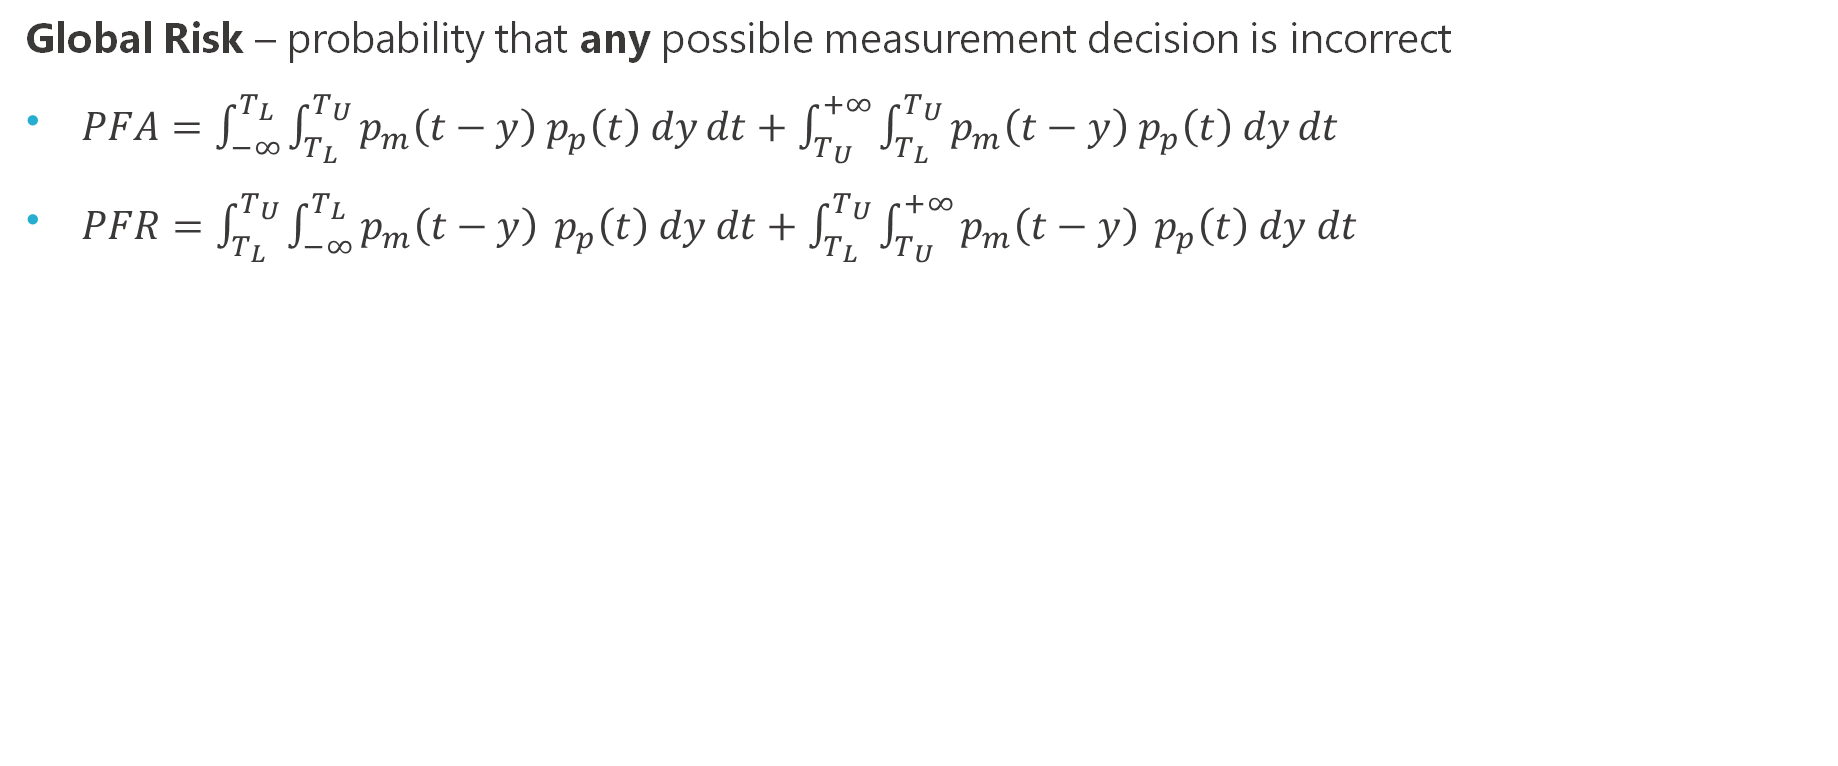 Global Risk – probability that any possible measurement decision is incorrect
• PFA = ∫_{−∞}^{T_L} ∫_{T_L}^{T_U} p_m(t − y) p_p(t) dy dt + ∫_{T_U}^{+∞} ∫_{T_L}^{T_U} p_m(t − y) p_p(t) dy dt
• PFR = ∫_{T_L}^{T_U} ∫_{−∞}^{T_L} p_m(t − y) p_p(t) dy dt + ∫_{T_L}^{T_U} ∫_{T_U}^{+∞} p_m(t − y) p_p(t) dy dt